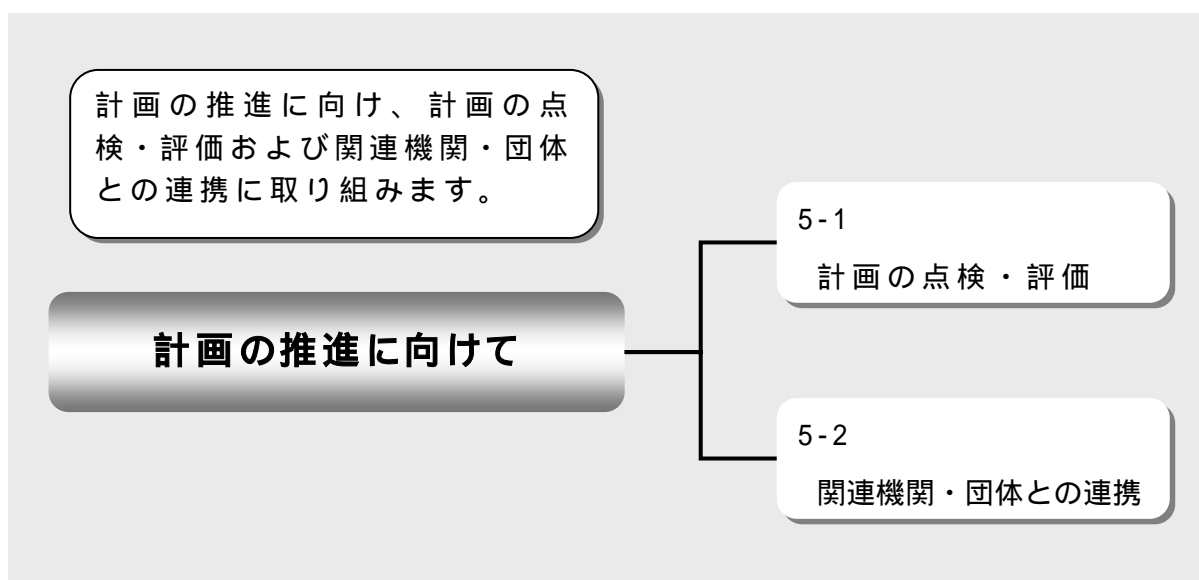 計画の推進に向け、計画の点
検・評価および関連機関・団体
との連携に取り組みます。
計画の推進に向けて
5-1
計画の点検・評価
5-2
関連機関・団体との連携